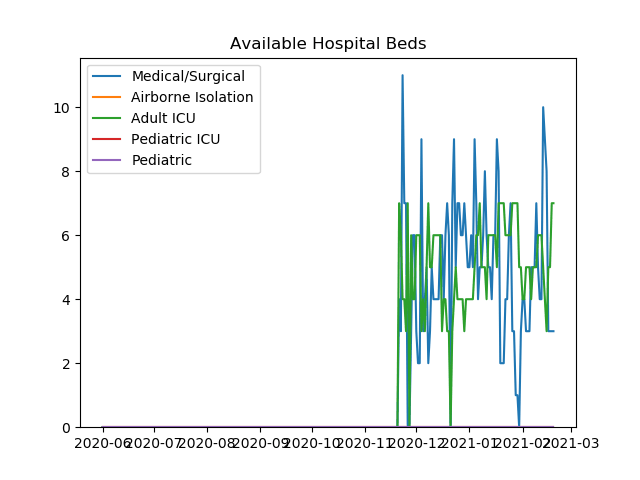 Available Hospital Beds
Medical/Surgical
Airborne Isolation
Adult ICU
Pediatric ICU
Pediatric
10
8
6
4
2
0
2020-06 2020-07 2020-08 2020-09 2020-10 2020-11 2020-12 2021-01 2021-02 2021-03